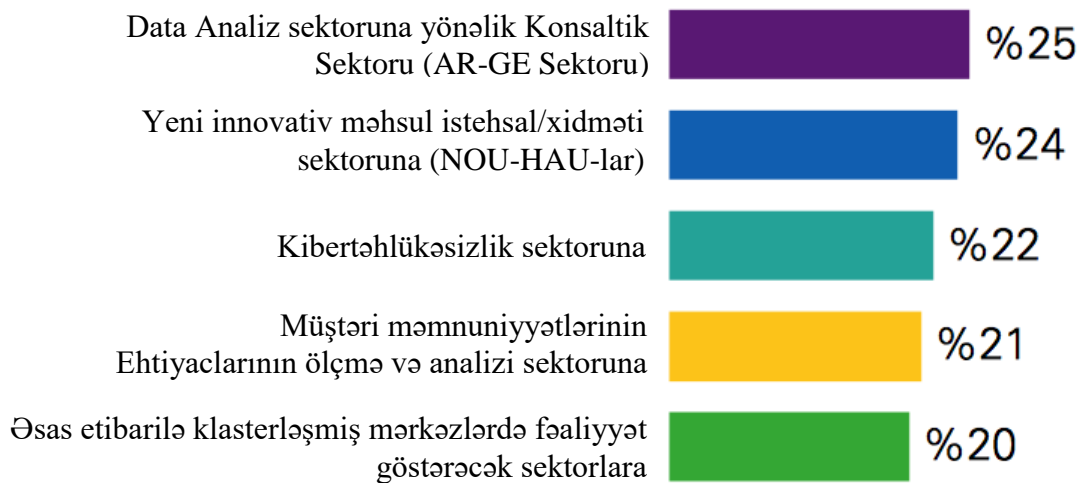 Data Analiz sektoruna yönəlik Konsaltik
Sektoru (AR-GE Sektoru)
%25
Yeni innovativ məhsul istehsal/xidməti
sektoruna (NOU-HAU-lar)
%24
Kibertəhlükəsizlik sektoruna
%22
Müştəri məmnuniyyətlərinin
Ehtiyaclarının ölçmə və analizi sektoruna
%21
Əsas etibarilə klasterləşmiş mərkəzlərdə fəaliyyət
göstərəcək sektorlara
%20